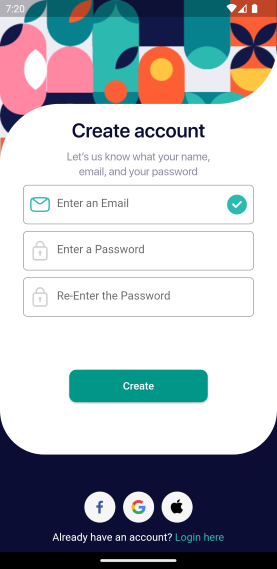 7:20
Create account
Let's us know what your name,
email, and your password
Enter an Email
Enter a Password
Re-Enter the Password
Create
Already have an account? Login here